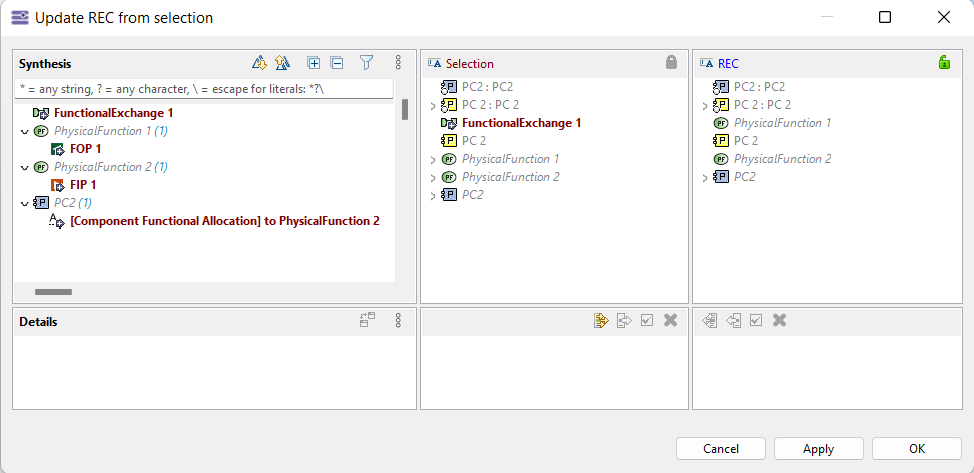 Update REC from selection
Synthesis
* = any string, ? = any character, \ = escape for literals: *?\
FunctionalExchange 1
PhysicalFunction 1 (1)
FOP 1
PhysicalFunction 2 (1)
FIP 1
PC2 (1)
[Component Functional Allocation] to PhysicalFunction 2
Selection
PC2 : PC2
PC 2 : PC 2
FunctionalExchange 1
PC 2
PhysicalFunction 1
PhysicalFunction 2
PC2
REC
PC2 : PC2
PC 2 : PC 2
PhysicalFunction 1
PC 2
PhysicalFunction 2
PC2
Details
Cancel
Apply
OK